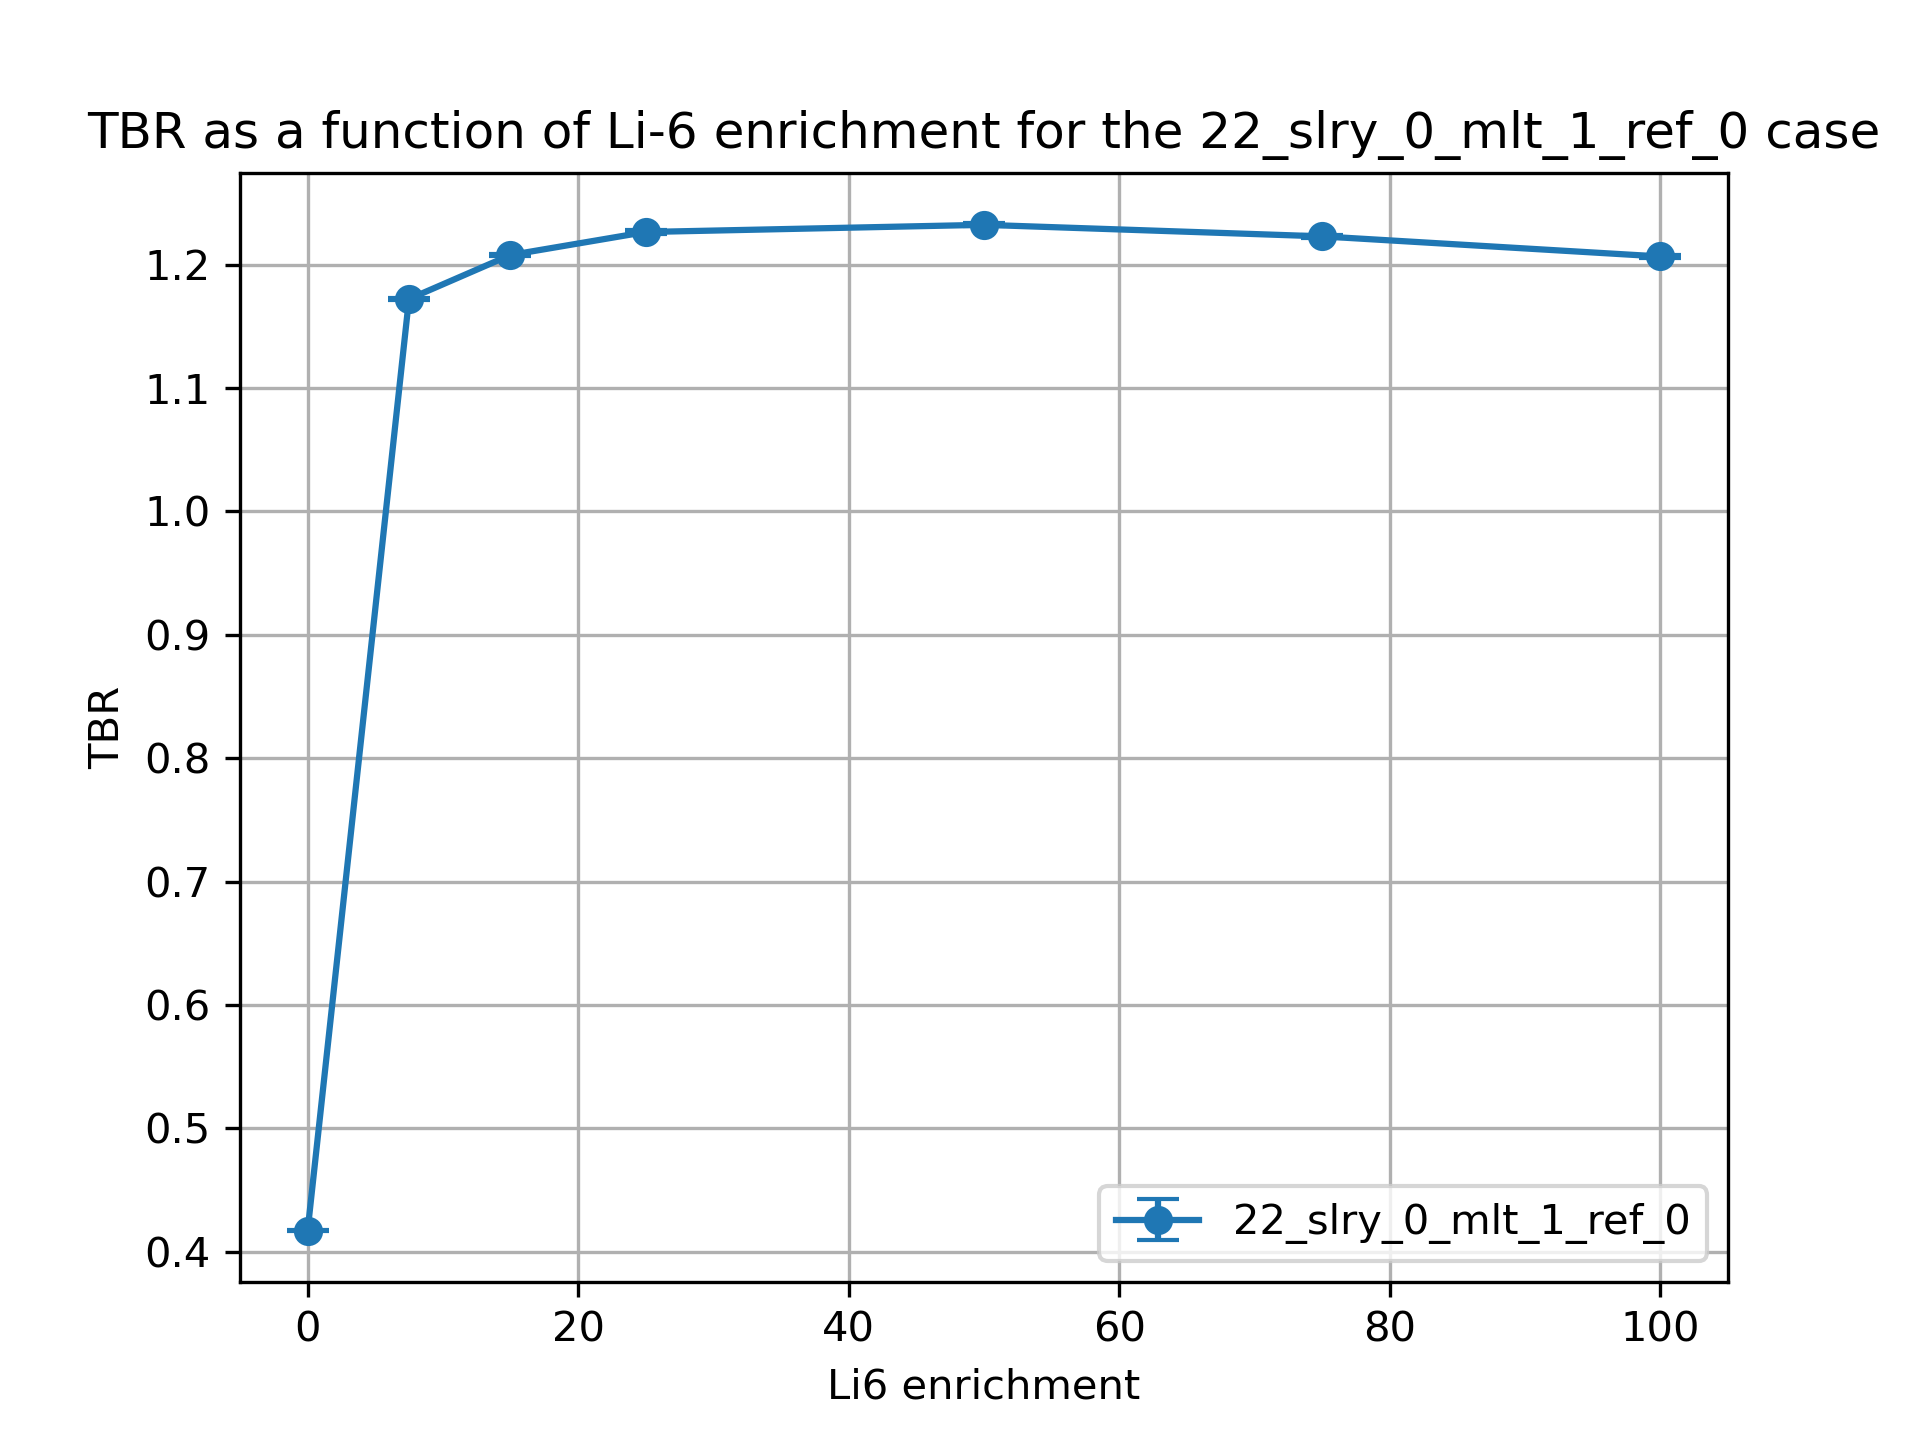 TBR as a function of Li-6 enrichment for the 22_slry_0_mlt_1_ref_0 case
1.2
1.1
1.0
0.9
0.8
0.7
0.6
0.5
0.4
TBR
22_slry_0_mlt_1_ref_0
0 20 40 60 80 100
Li6 enrichment